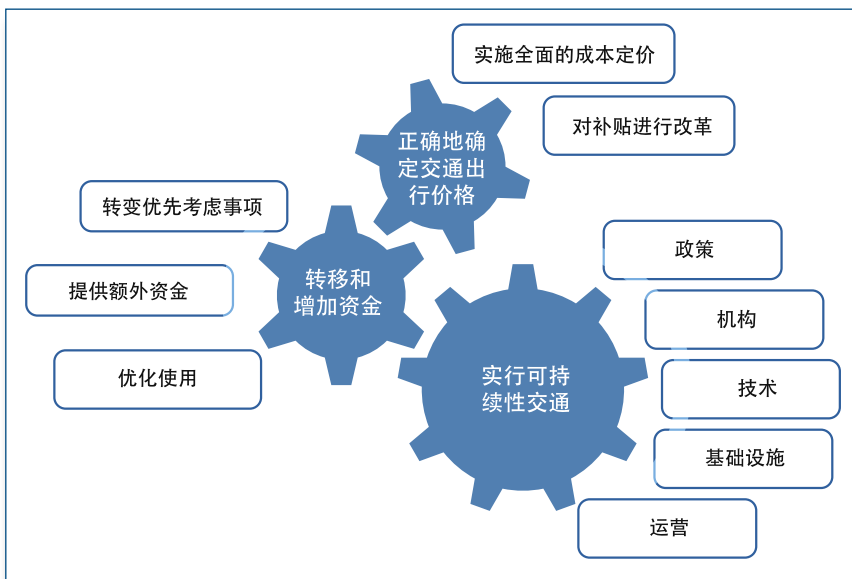 实施全面的成本定价
对补贴进行改革
正确地确
定交通出
行价格
转变优先考虑事项
提供额外资金
优化使用
转移和
增加资金
政策
机构
技术
基础设施
运营
实行可持
续性交通